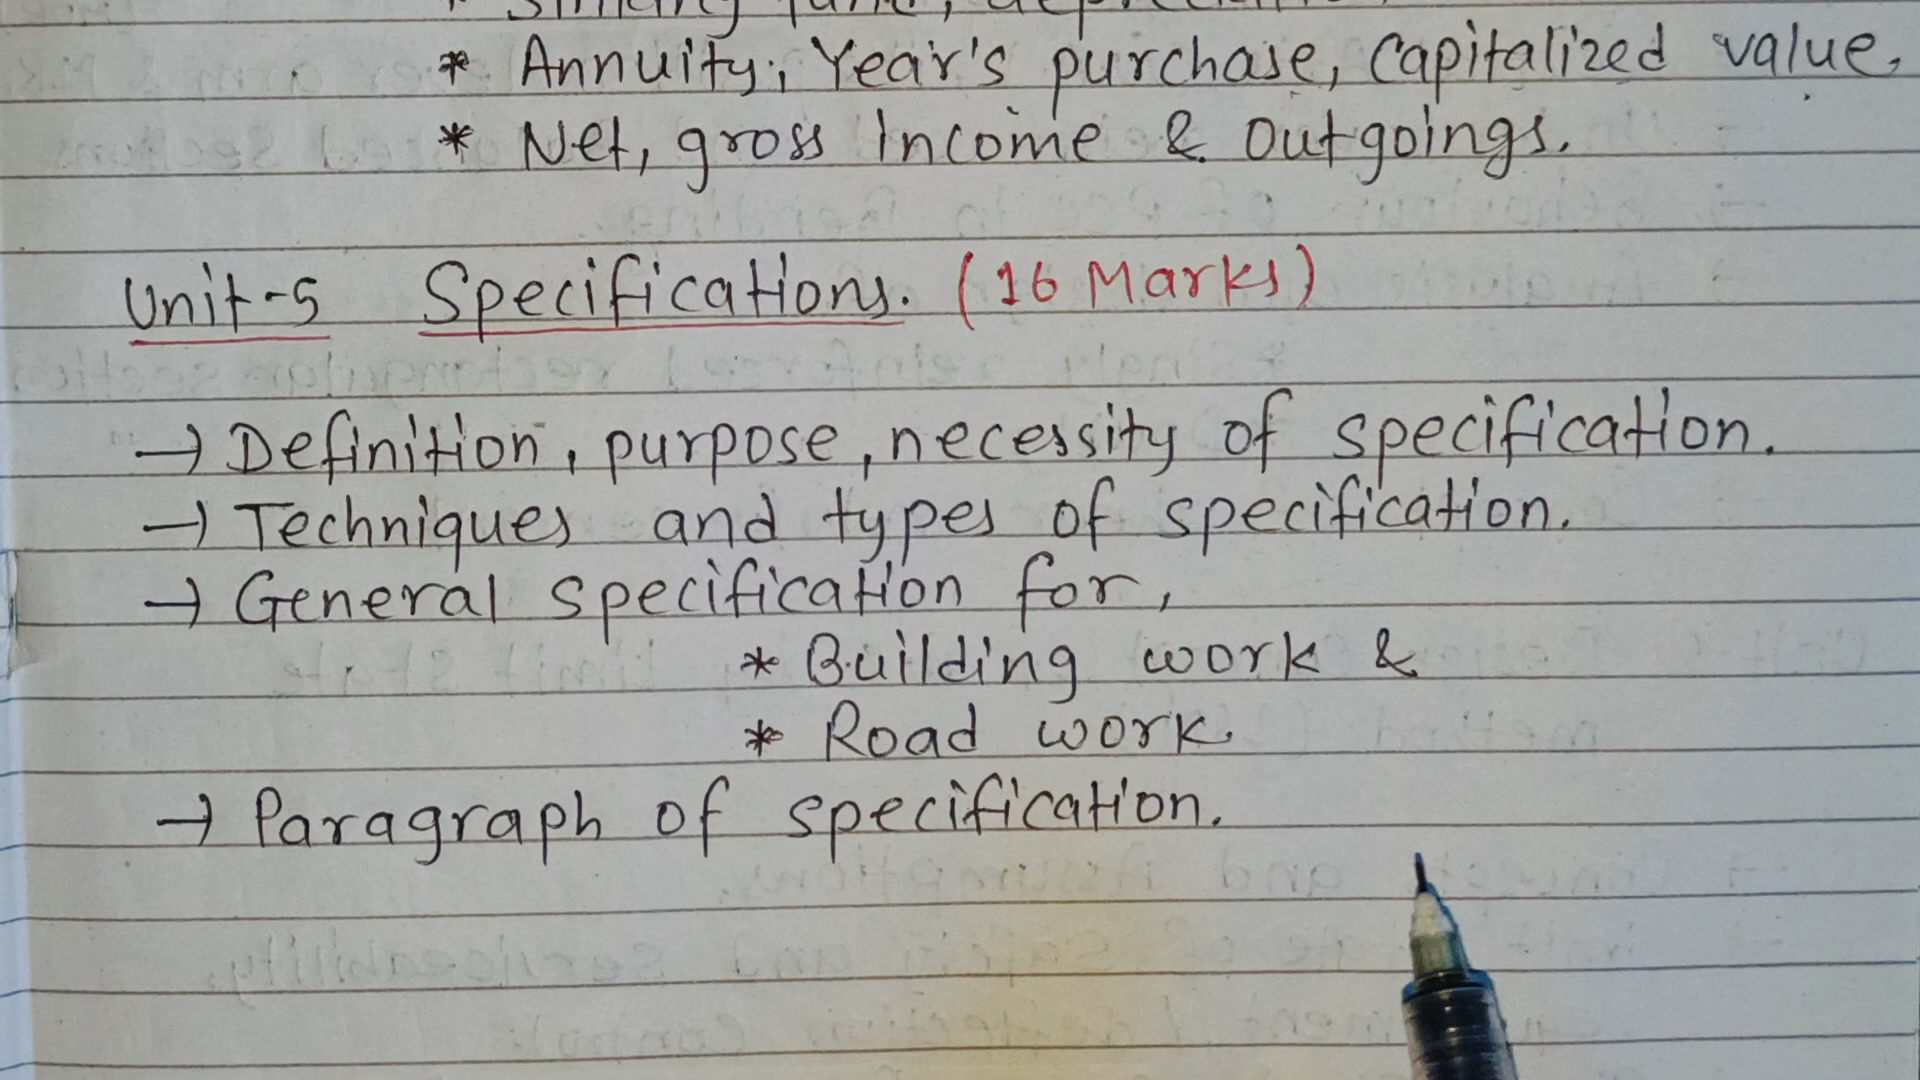 * Annuity, Year's purchase, Capitalized value,
* Net, gross Income & Outgoings.
Unit-5 Specifications. (16 Marks)
→ Definition, purpose, necessity of specification.
→ Techniques and types of specification.
→ General specification for,
* Building work &
* Road work.
→ Paragraph of specification.